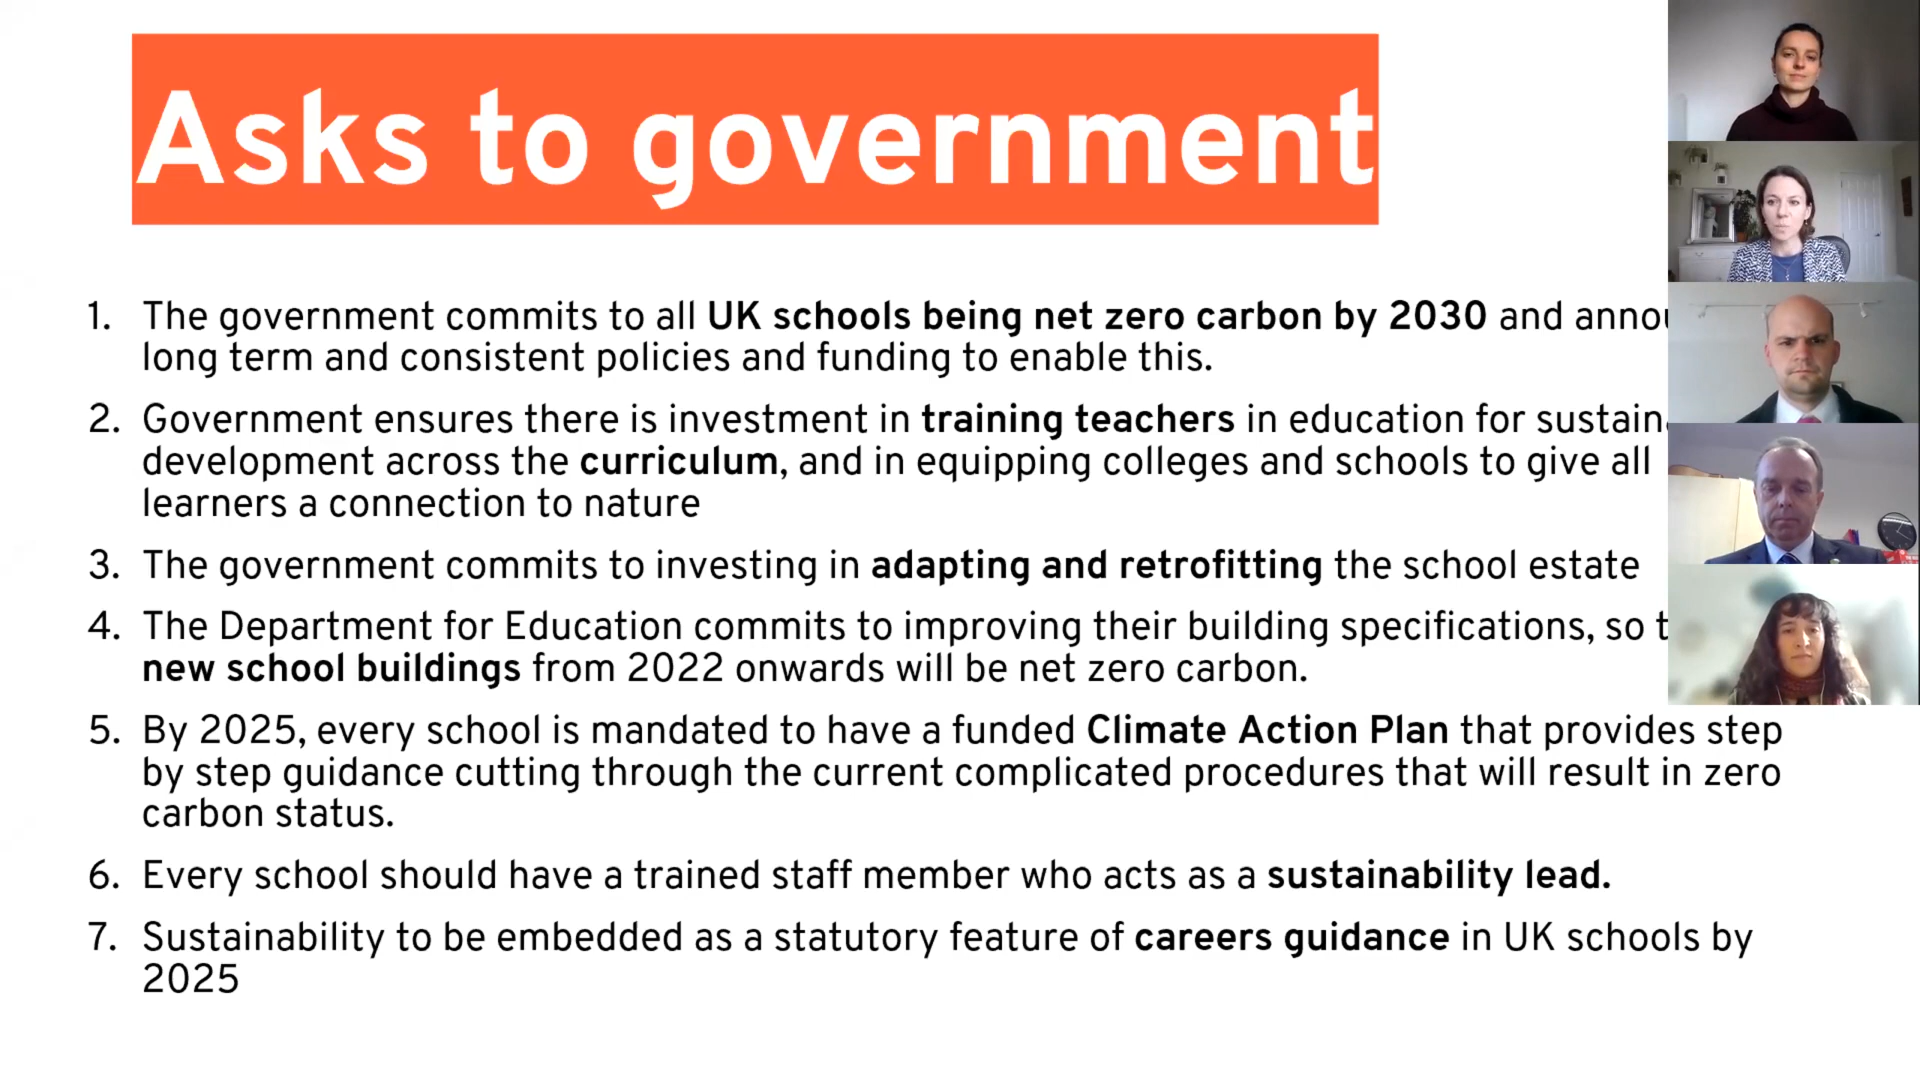 Asks to government
1. The government commits to all UK schools being net zero carbon by 2030 and
long term and consistent policies and funding to enable this.
2. Government ensures there is investment in training teachers in education for
development across the curriculum, and in equipping colleges and schools to give all
learners a connection to nature
3. The government commits to investing in adapting and retrofitting the school estate
4. The Department for Education commits to improving their building specifications, so
new school buildings from 2022 onwards will be net zero carbon.
5. By 2025, every school is mandated to have a funded Climate Action Plan that provides step
by step guidance cutting through the current complicated procedures that will result in zero
carbon status.
6. Every school should have a trained staff member who acts as a sustainability lead.
7. Sustainability to be embedded as a statutory feature of careers guidance in UK schools by
2025